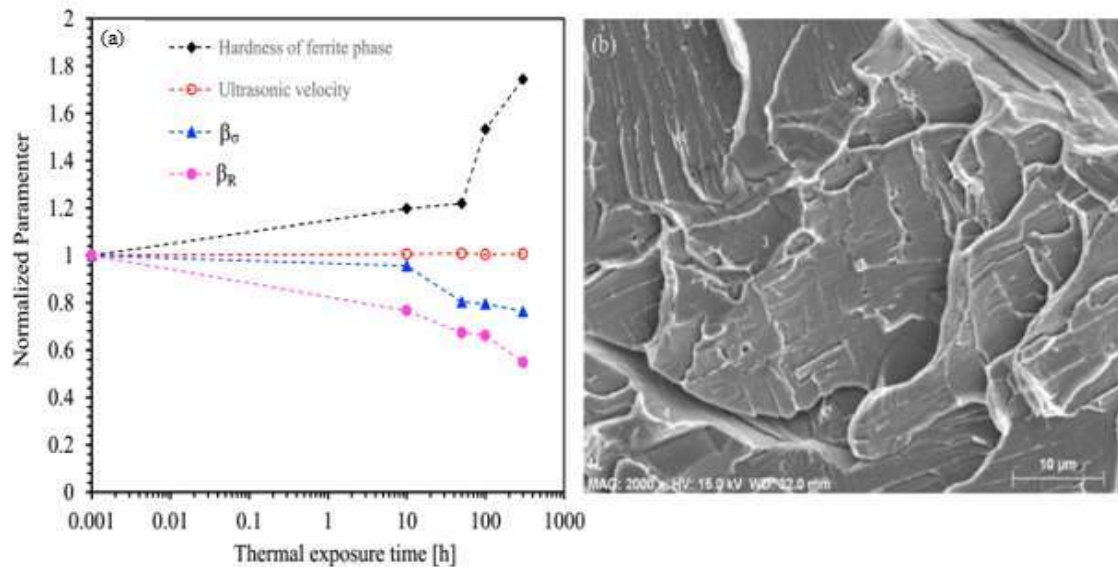 (a)
Hardness of ferrite phase
Ultrasonic velocity
βσ
βR
Normalized Paramenter
2
1.8
1.6
1.4
1.2
1
0.8
0.6
0.4
0.2
0
0.001 0.01 0.1 1 10 100 1000
Thermal exposure time [h]
(b)
MAG: 2000 x HV: 15.0 kV WD: 32.0 mm
10 µm